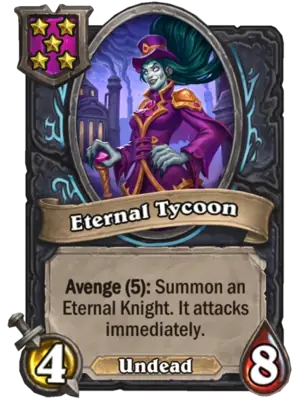 Eternal Tycoon
Avenge (5): Summon an
Eternal Knight. It attacks
immediately.
4
Undead
8